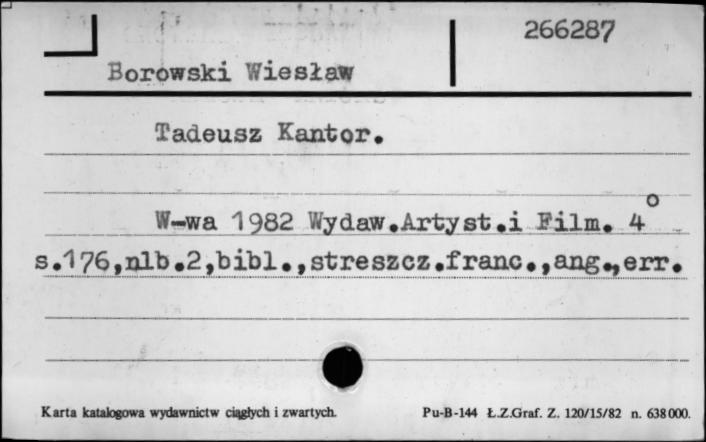 266287
Borowski Wiesław
Tadeusz Kantor.
W-wa 1982 Wydaw.Artyst.i Film. 4°
s.176,nlb.2,bibl.,streszcz.franc.,ang.,err.
Karta katalogowa wydawnictw ciągłych i zwartych. Pu-B-144 Ł.Z.Graf. Z. 120/15/82 n. 638000.